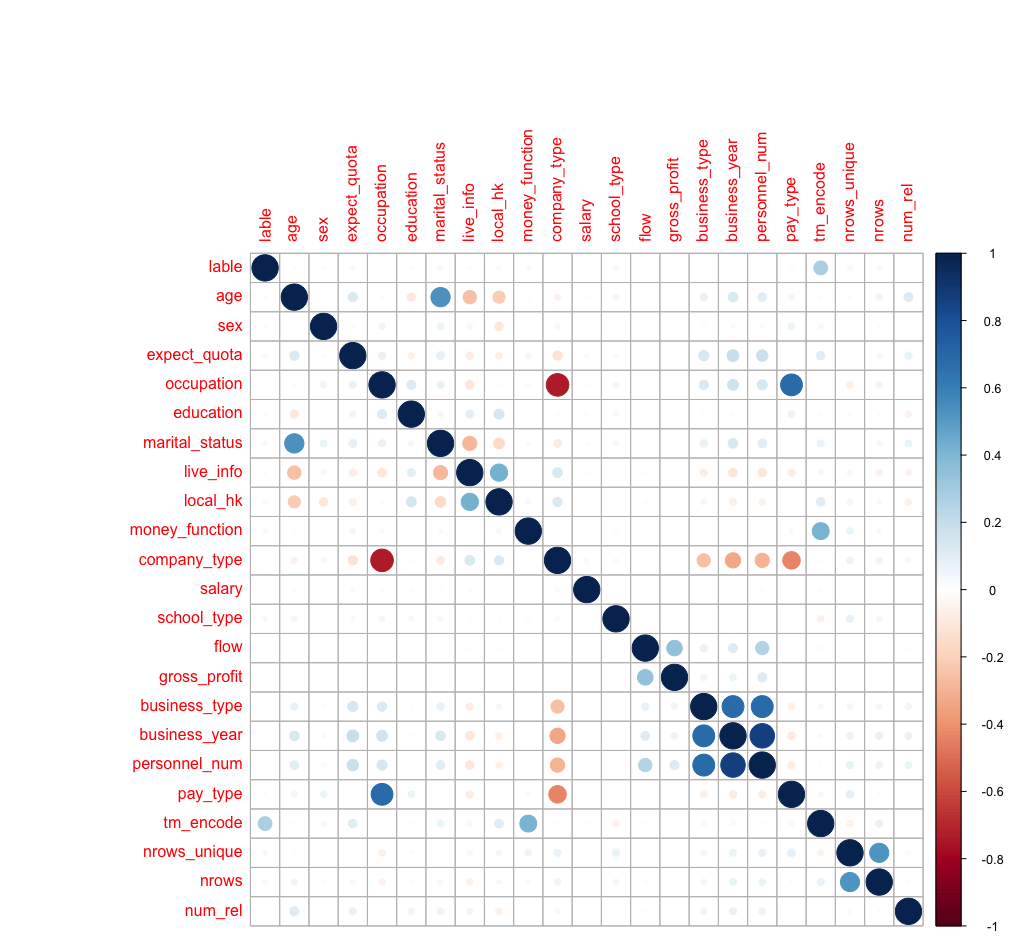 lable
age
sex
expect_quota
occupation
education
marital_status
live_info
local_hk
money_function
company_type
salary
school_type
flow
gross_profit
business_type
business_year
personnel_num
pay_type
tm_encode
nrows_unique
nrows
num_rel
lable
age
sex
expect_quota
occupation
education
marital_status
live_info
local_hk
money_function
company_type
salary
school_type
flow
gross_profit
business_type
business_year
personnel_num
pay_type
tm_encode
nrows_unique
nrows
num_rel
1
0.8
0.6
0.4
0.2
0
-0.2
-0.4
-0.6
-0.8
-1